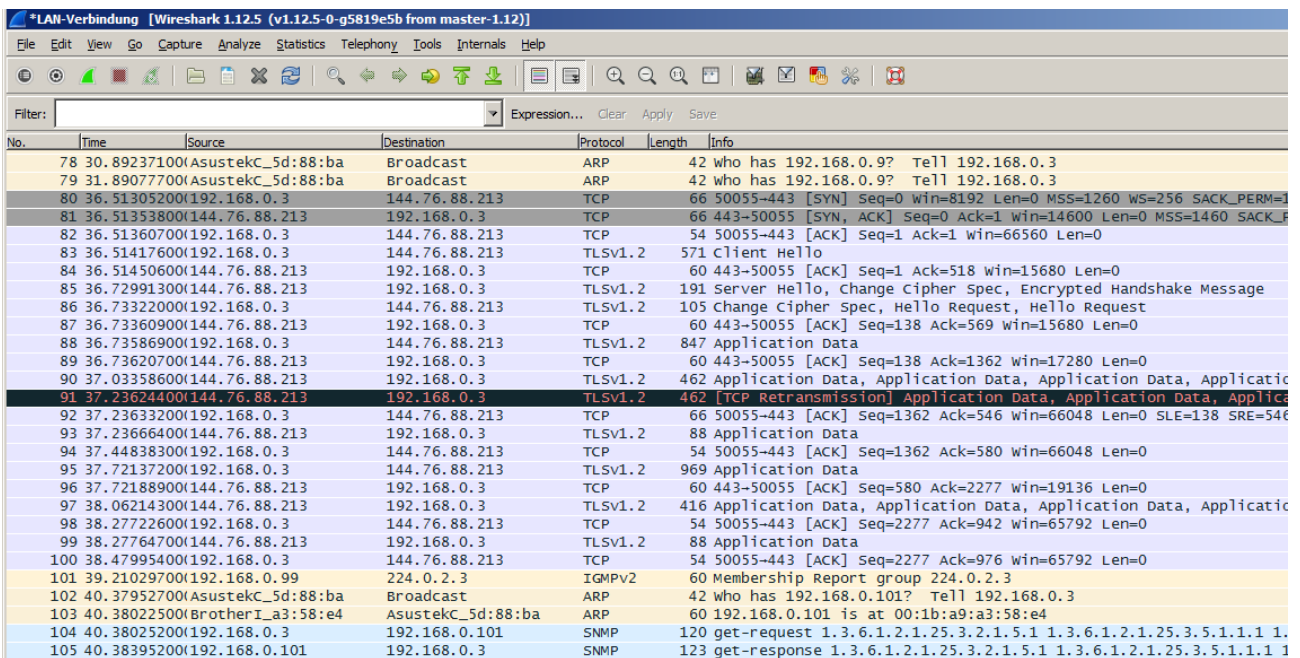 *LAN-Verbindung [Wireshark 1.12.5 (v1.12.5-0-g5819e5b from master-1.12)]
File Edit View Go Capture Analyze Statistics Telephony Tools Internals Help
Filter: Expression... Clear Apply Save
No. Time Source Destination Protocol Length Info
78 30.89237100( AsustekC_5d:88:ba Broadcast ARP 42 Who has 192.168.0.9? Tell 192.168.0.3
79 31.89077700( AsustekC_5d:88:ba Broadcast ARP 42 Who has 192.168.0.9? Tell 192.168.0.3
80 36.51305200( 192.168.0.3 144.76.88.213 TCP 66 50055→443 [SYN] Seq=0 Win=8192 Len=0 MSS=1260 WS=256 SACK_PERM=1
81 36.51353800( 144.76.88.213 192.168.0.3 TCP 66 443→50055 [SYN, ACK] Seq=0 Ack=1 Win=14600 Len=0 MSS=1460 SACK_P
82 36.51360700( 192.168.0.3 144.76.88.213 TCP 54 50055→443 [ACK] Seq=1 Ack=1 Win=66560 Len=0
83 36.51417600( 192.168.0.3 144.76.88.213 TLSv1.2 571 Client Hello
84 36.51450600( 144.76.88.213 192.168.0.3 TCP 60 443→50055 [ACK] Seq=1 Ack=518 Win=15680 Len=0
85 36.72991300( 144.76.88.213 192.168.0.3 TLSv1.2 191 Server Hello, Change Cipher Spec, Encrypted Handshake Message
86 36.73322000( 192.168.0.3 144.76.88.213 TLSv1.2 105 Change Cipher Spec, Hello Request, Hello Request
87 36.73360900( 144.76.88.213 192.168.0.3 TCP 60 443→50055 [ACK] Seq=138 Ack=569 Win=15680 Len=0
88 36.73586900( 192.168.0.3 144.76.88.213 TLSv1.2 847 Application Data
89 36.73620700( 144.76.88.213 192.168.0.3 TCP 60 443→50055 [ACK] Seq=138 Ack=1362 Win=17280 Len=0
90 37.03358600( 144.76.88.213 192.168.0.3 TLSv1.2 462 Application Data, Application Data, Application Data, Applicatio
91 37.23624400( 144.76.88.213 192.168.0.3 TLSv1.2 462 [TCP Retransmission] Application Data, Application Data, Applica
92 37.23633200( 192.168.0.3 144.76.88.213 TCP 66 50055→443 [ACK] Seq=1362 Ack=546 Win=66048 Len=0 SLE=138 SRE=546
93 37.23666400( 144.76.88.213 192.168.0.3 TLSv1.2 88 Application Data
94 37.44838300( 192.168.0.3 144.76.88.213 TCP 54 50055→443 [ACK] Seq=1362 Ack=580 Win=66048 Len=0
95 37.72137200( 192.168.0.3 144.76.88.213 TLSv1.2 969 Application Data
96 37.72188900( 144.76.88.213 192.168.0.3 TCP 60 443→50055 [ACK] Seq=580 Ack=2277 Win=19136 Len=0
97 38.06214300( 144.76.88.213 192.168.0.3 TLSv1.2 416 Application Data, Application Data, Application Data, Applicatio
98 38.27722600( 192.168.0.3 144.76.88.213 TCP 54 50055→443 [ACK] Seq=2277 Ack=942 Win=65792 Len=0
99 38.27764700( 144.76.88.213 192.168.0.3 TLSv1.2 88 Application Data
100 38.47995400( 192.168.0.3 144.76.88.213 TCP 54 50055→443 [ACK] Seq=2277 Ack=976 Win=65792 Len=0
101 39.21029700( 192.168.0.99 224.0.2.3 IGMPv2 60 Membership Report group 224.0.2.3
102 40.37952700( AsustekC_5d:88:ba Broadcast ARP 42 Who has 192.168.0.101? Tell 192.168.0.3
103 40.38022500( BrotherI_a3:58:e4 AsustekC_5d:88:ba ARP 60 192.168.0.101 is at 00:1b:a9:a3:58:e4
104 40.38025200( 192.168.0.3 192.168.0.101 SNMP 120 get-request 1.3.6.1.2.1.25.3.2.1.5.1 1.3.6.1.2.1.25.3.5.1.1.1 1.
105 40.38395200( 192.168.0.101 192.168.0.3 SNMP 123 get-response 1.3.6.1.2.1.25.3.2.1.5.1 1.3.6.1.2.1.25.3.5.1.1.1 1